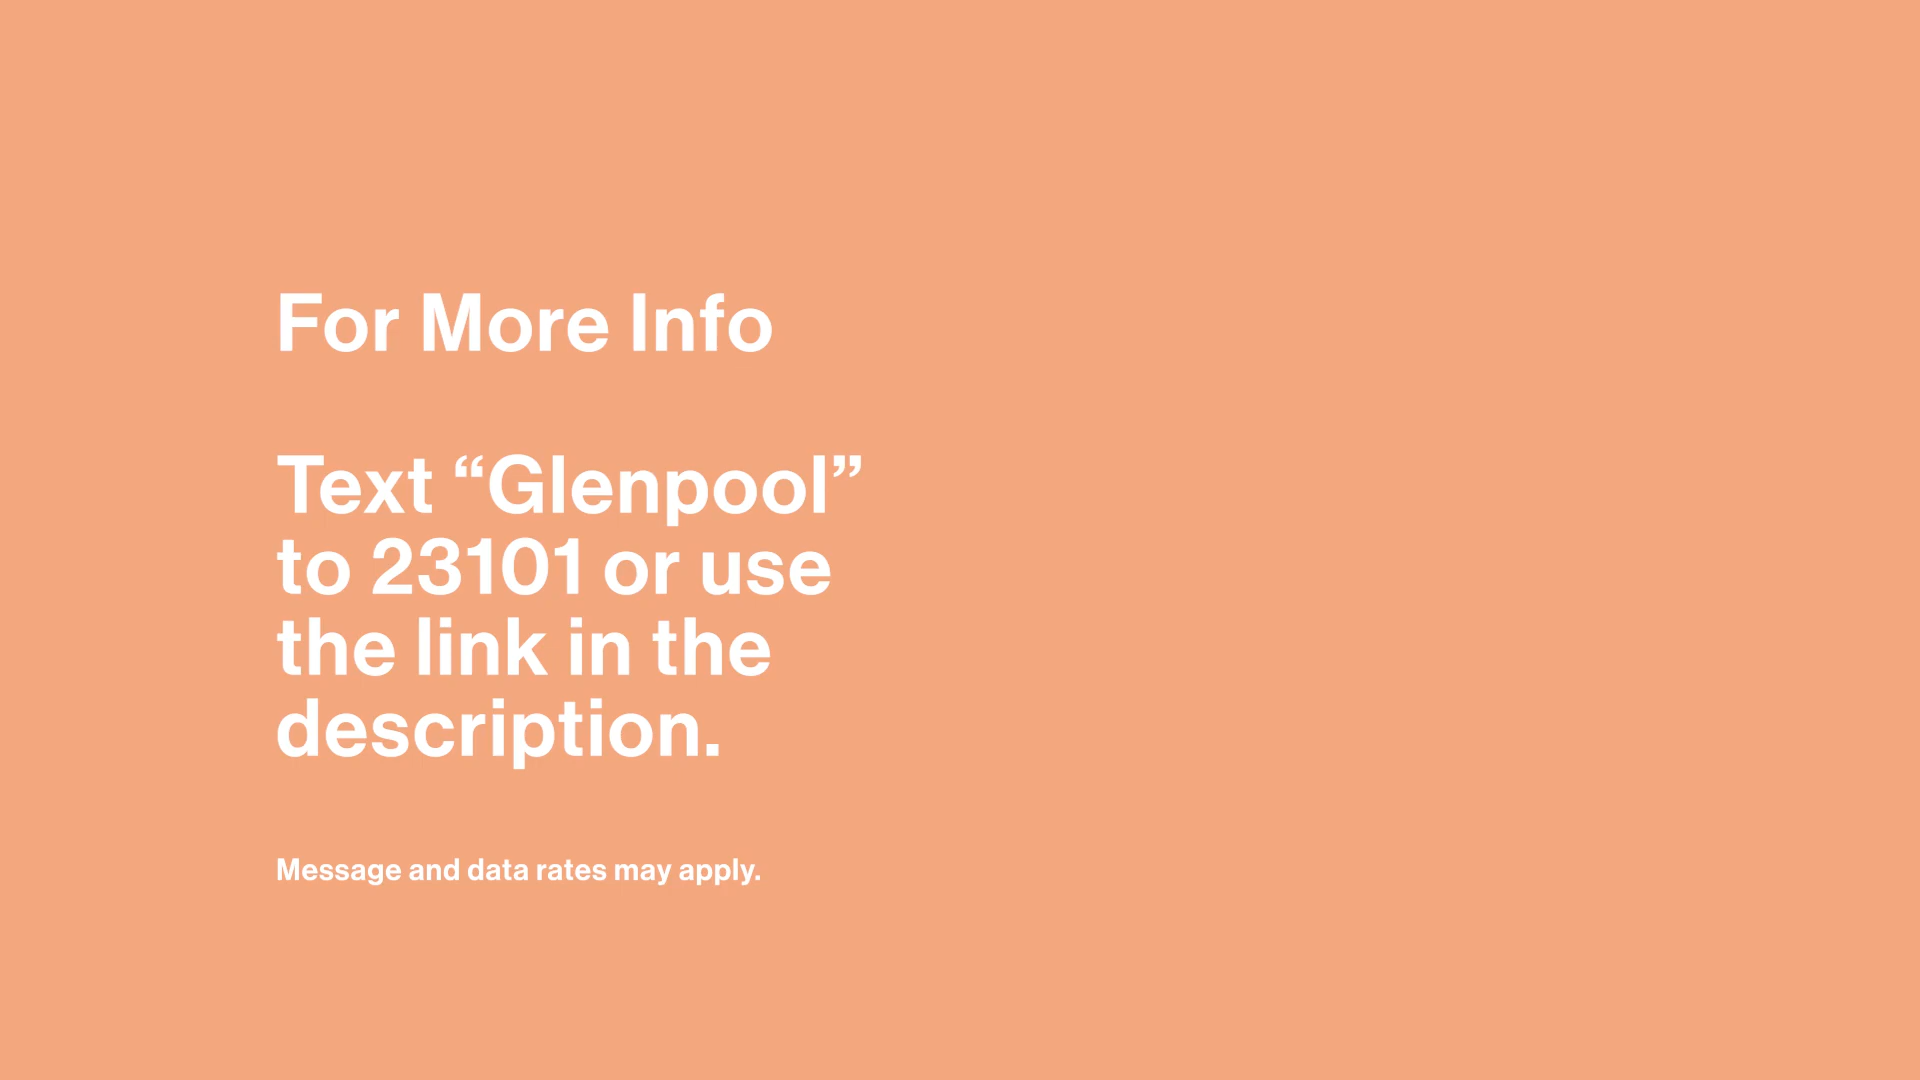 For More Info
Text “Glenpool”
to 23101 or use
the link in the
description.
Message and data rates may apply.